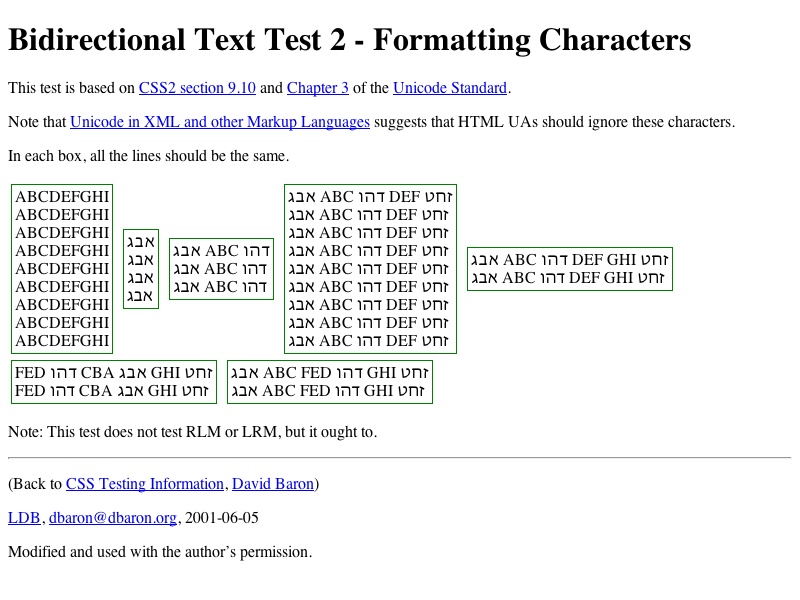 Bidirectional Text Test 2 - Formatting Characters
This test is based on CSS2 section 9.10 and Chapter 3 of the Unicode Standard.
Note that Unicode in XML and other Markup Languages suggests that HTML UAs should ignore these characters.
In each box, all the lines should be the same.
ABCDEFGHI
ABCDEFGHI
ABCDEFGHI
ABCDEFGHI
ABCDEFGHI
ABCDEFGHI
ABCDEFGHI
ABCDEFGHI
ABCDEFGHI
אבג
אבג
אבג
אבג
אבג ABC דהו
אבג ABC דהו
אבג ABC דהו
אבג ABC דהו DEF זחט
אבג ABC דהו DEF זחט
אבג ABC דהו DEF זחט
אבג ABC דהו DEF זחט
אבג ABC דהו DEF זחט
אבג ABC דהו DEF זחט
אבג ABC דהו DEF זחט
אבג ABC דהו DEF זחט
אבג ABC דהו DEF זחט
אבג ABC דהו DEF GHI זחט
אבג ABC דהו DEF GHI זחט
FED דהו CBA אבג GHI זחט
FED דהו CBA אבג GHI זחט
אבג ABC FED דהו GHI זחט
אבג ABC FED דהו GHI זחט
Note: This test does not test RLM or LRM, but it ought to.
(Back to CSS Testing Information, David Baron)
LDB, dbaron@dbaron.org, 2001-06-05
Modified and used with the author’s permission.